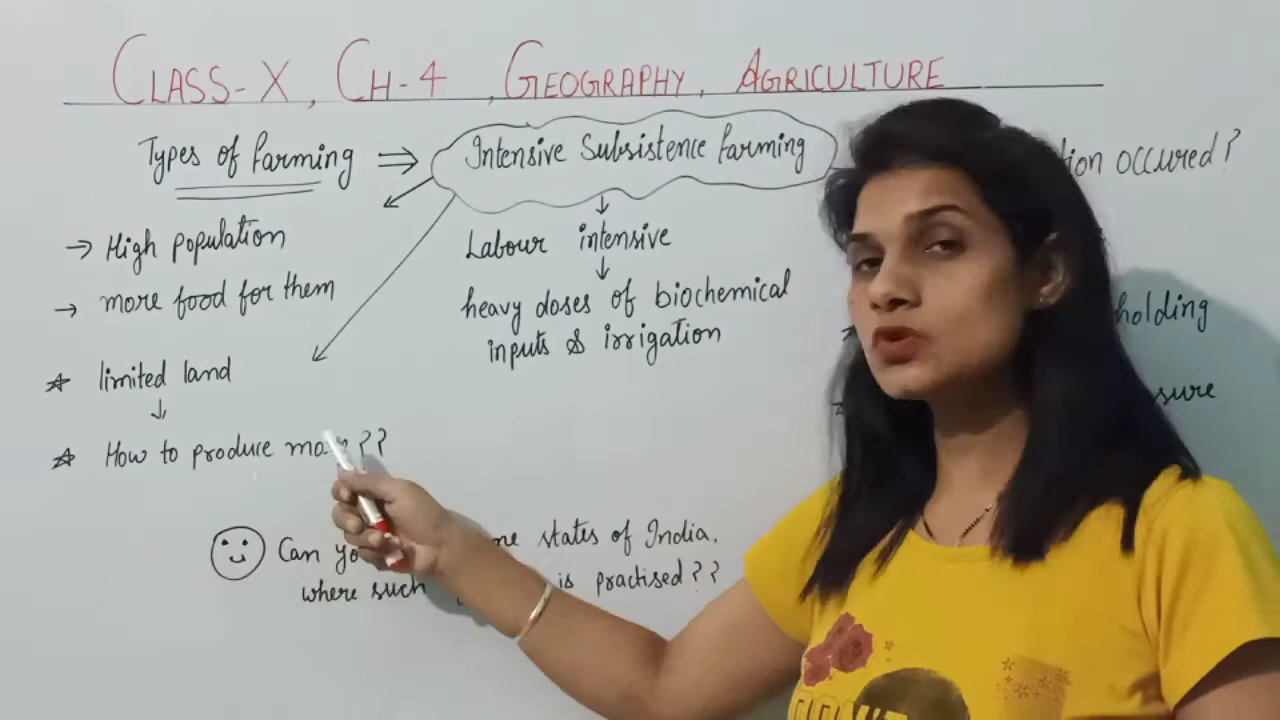 CLASS-X, CH-4, GEOGRAPHY, AGRICULTURE
Types of farming ⇒ Intensive Subsistence farming
→ High population
→ more food for them
☆ limited land
↓
☆ How to produce ??
↓
Labour intensive
↓
heavy doses of biochemical
inputs & irrigation
occured?
holding
Can states of India,
where such is practised??